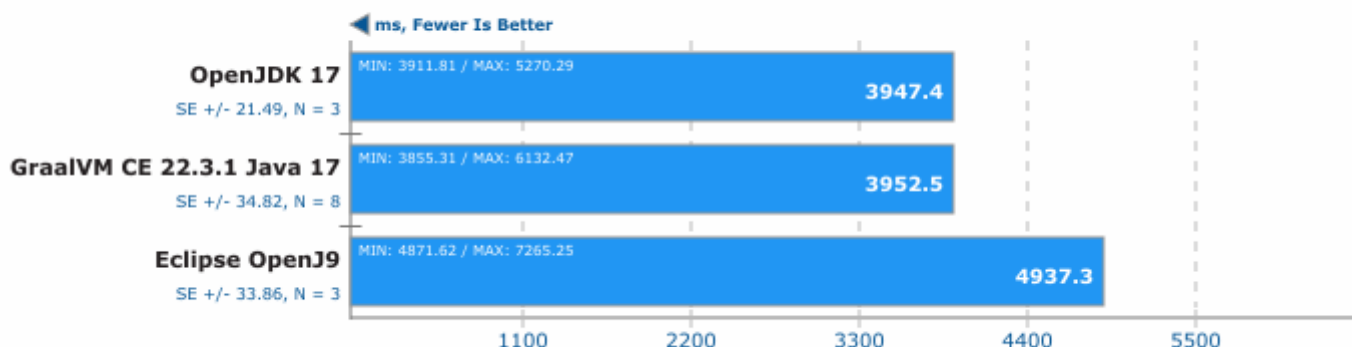 ms, Fewer Is Better
OpenJDK 17
SE +/- 21.49, N = 3
MIN: 3911.81 / MAX: 5270.29
3947.4
GraalVM CE 22.3.1 Java 17
SE +/- 34.82, N = 8
MIN: 3855.31 / MAX: 6132.47
3952.5
Eclipse OpenJ9
SE +/- 33.86, N = 3
MIN: 4871.62 / MAX: 7265.25
4937.3
1100 2200 3300 4400 5500